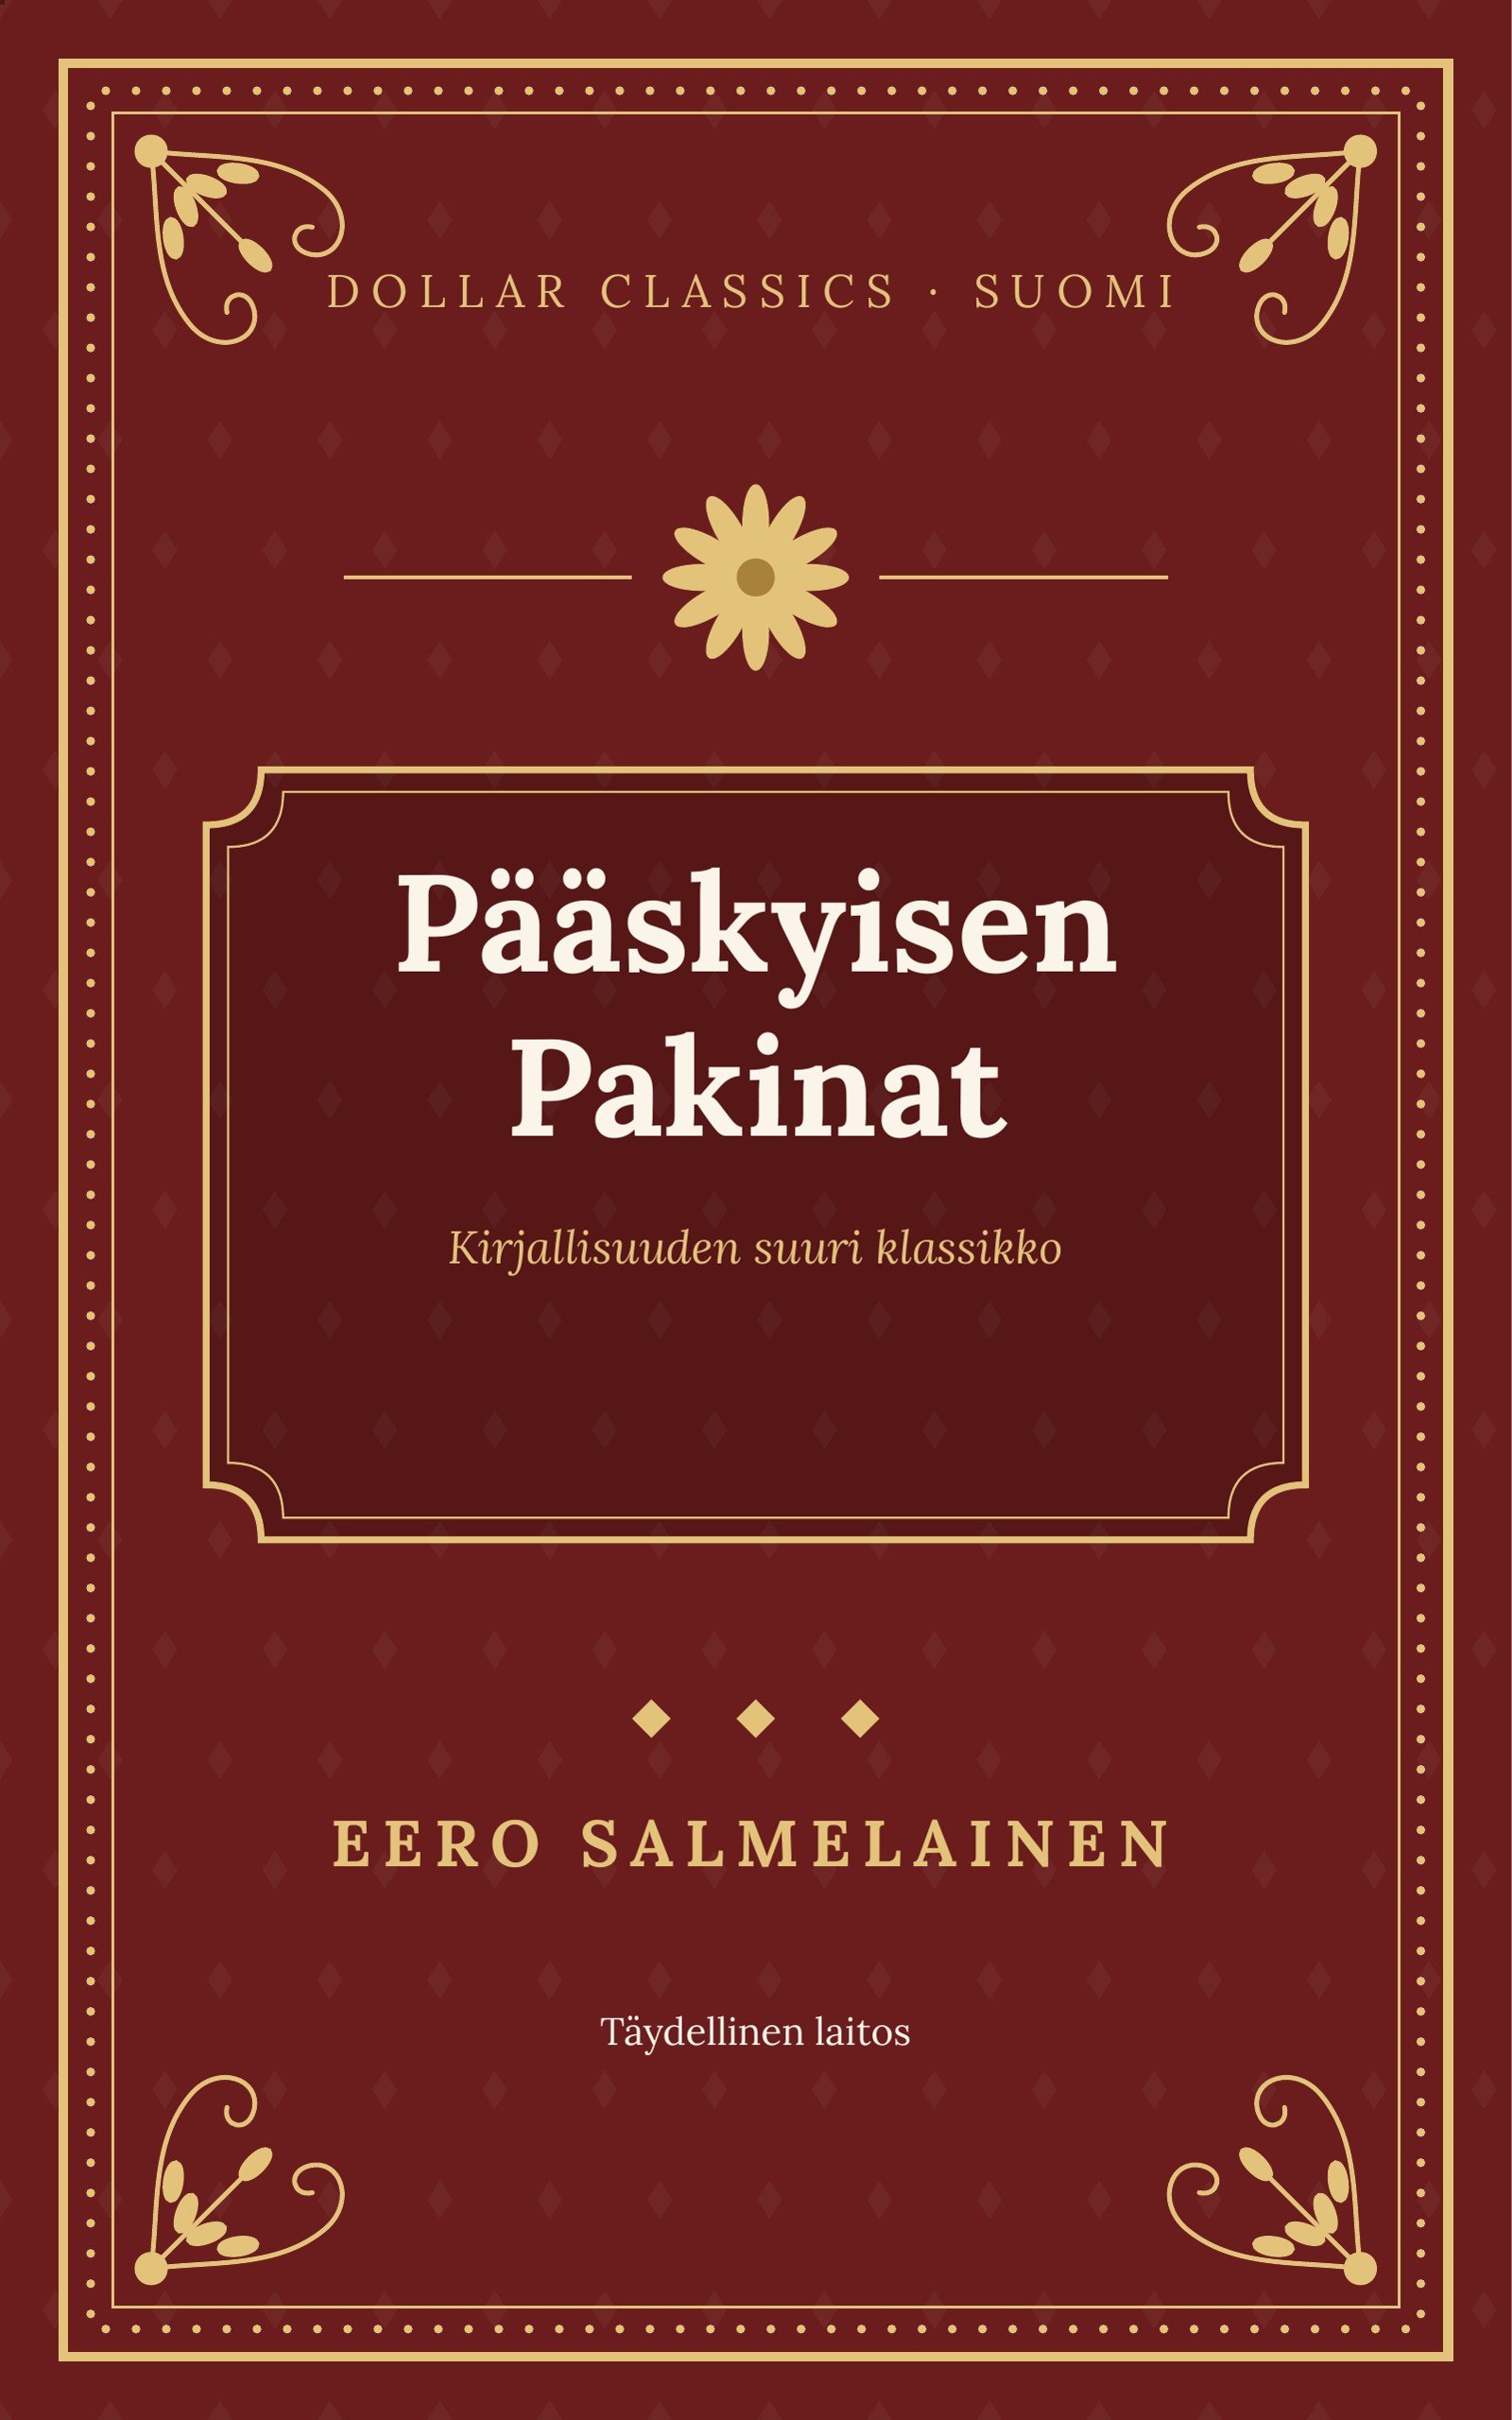 DOLLAR CLASSICS · SUOMI
Pääskyisen
Pakinat
Kirjallisuuden suuri klassikko
EERO SALMELAINEN
Täydellinen laitos